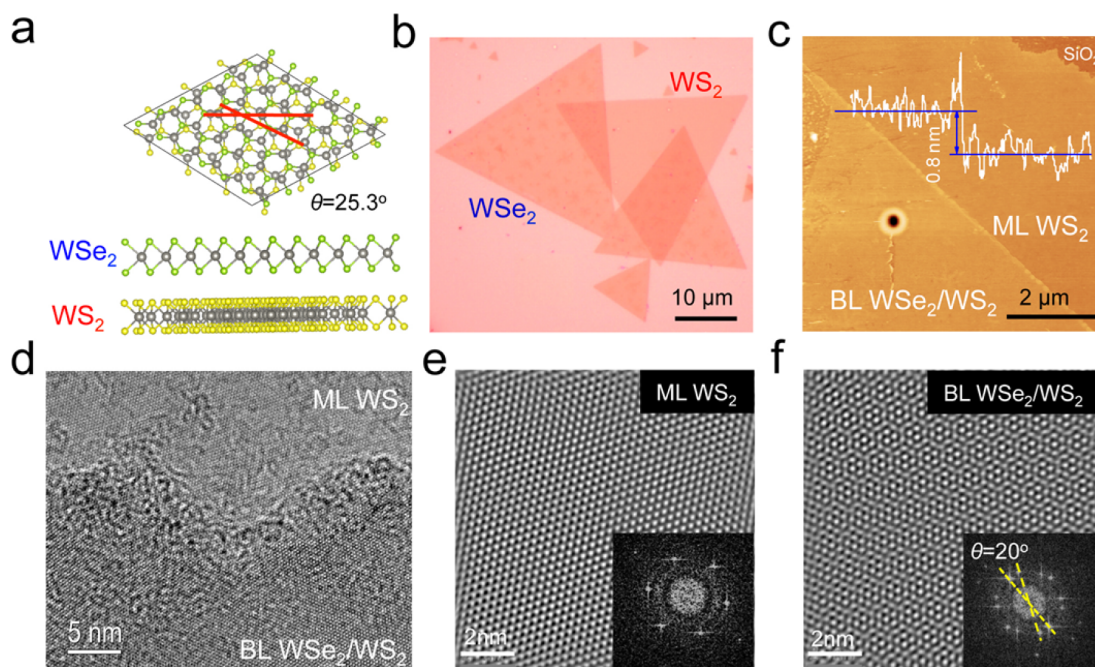 a
θ=25.3°
WSe₂
WS₂
b
WS₂
WSe₂
10 μm
c
SiO₂
0.8 nm
ML WS₂
BL WSe₂/WS₂
2 μm
d
ML WS₂
5 nm
BL WSe₂/WS₂
e
ML WS₂
2nm
f
BL WSe₂/WS₂
θ=20°
2nm